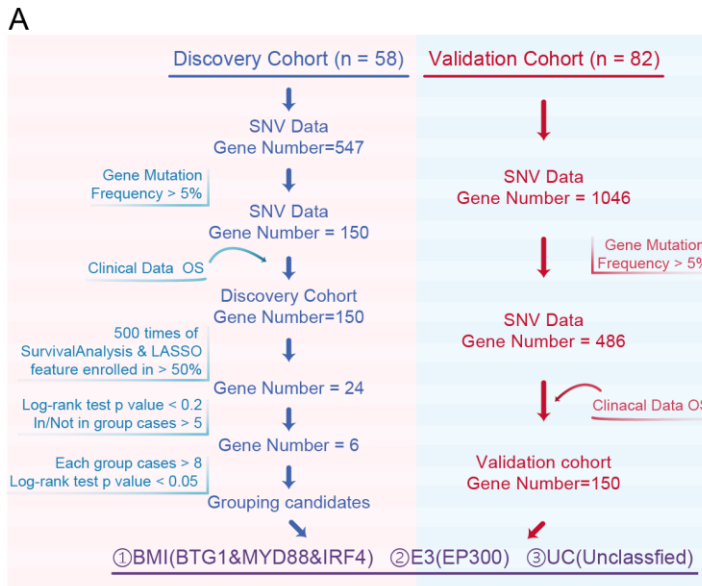 A
Discovery Cohort (n = 58)
SNV Data
Gene Number=547
Gene Mutation
Frequency > 5%
SNV Data
Gene Number = 150
Clinical Data OS
Discovery Cohort
Gene Number=150
500 times of
SurvivalAnalysis & LASSO
feature enrolled in > 50%
Gene Number = 24
Log-rank test p value < 0.2
In/Not in group cases > 5
Gene Number = 6
Each group cases > 8
Log-rank test p value < 0.05
Grouping candidates
Validation Cohort (n = 82)
SNV Data
Gene Number = 1046
Gene Mutation
Frequency > 5%
SNV Data
Gene Number = 486
Clinacal Data OS
Validation cohort
Gene Number=150
①BMI(BTG1&MYD88&IRF4) ②E3(EP300) ③UC(Unclassfied)